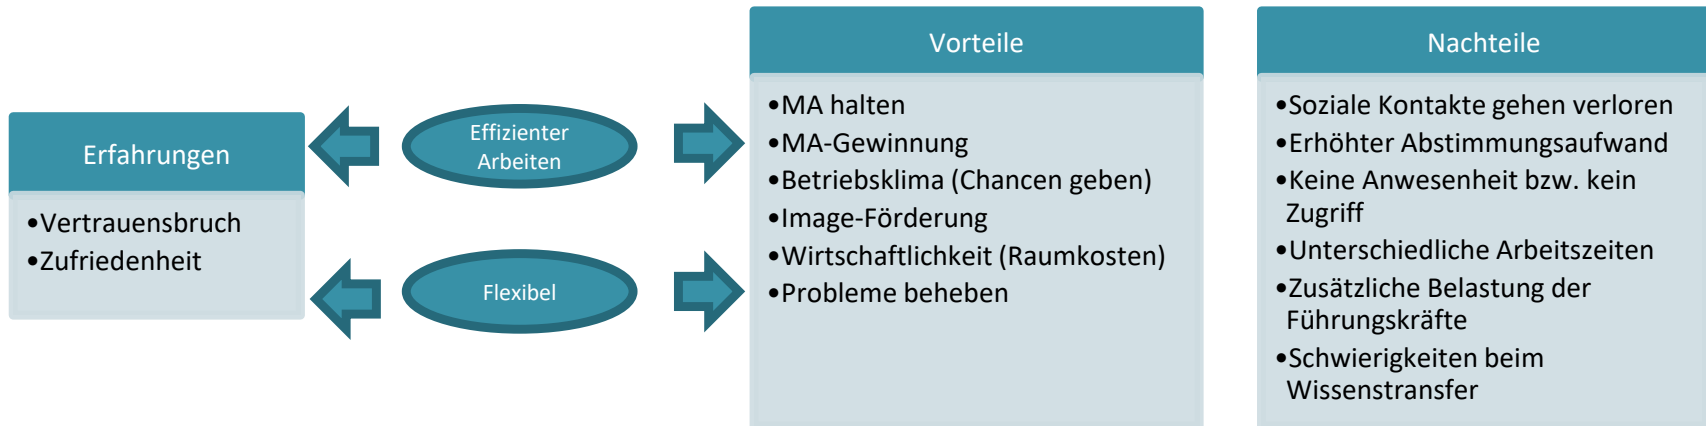 Erfahrungen
•Vertrauensbruch
•Zufriedenheit
Effizienter
Arbeiten
Flexibel
Vorteile
•MA halten
•MA-Gewinnung
•Betriebsklima (Chancen geben)
•Image-Förderung
•Wirtschaftlichkeit (Raumkosten)
•Probleme beheben
Nachteile
•Soziale Kontakte gehen verloren
•Erhöhter Abstimmungsaufwand
•Keine Anwesenheit bzw. kein
Zugriff
•Unterschiedliche Arbeitszeiten
•Zusätzliche Belastung der
Führungskräfte
•Schwierigkeiten beim
Wissenstransfer